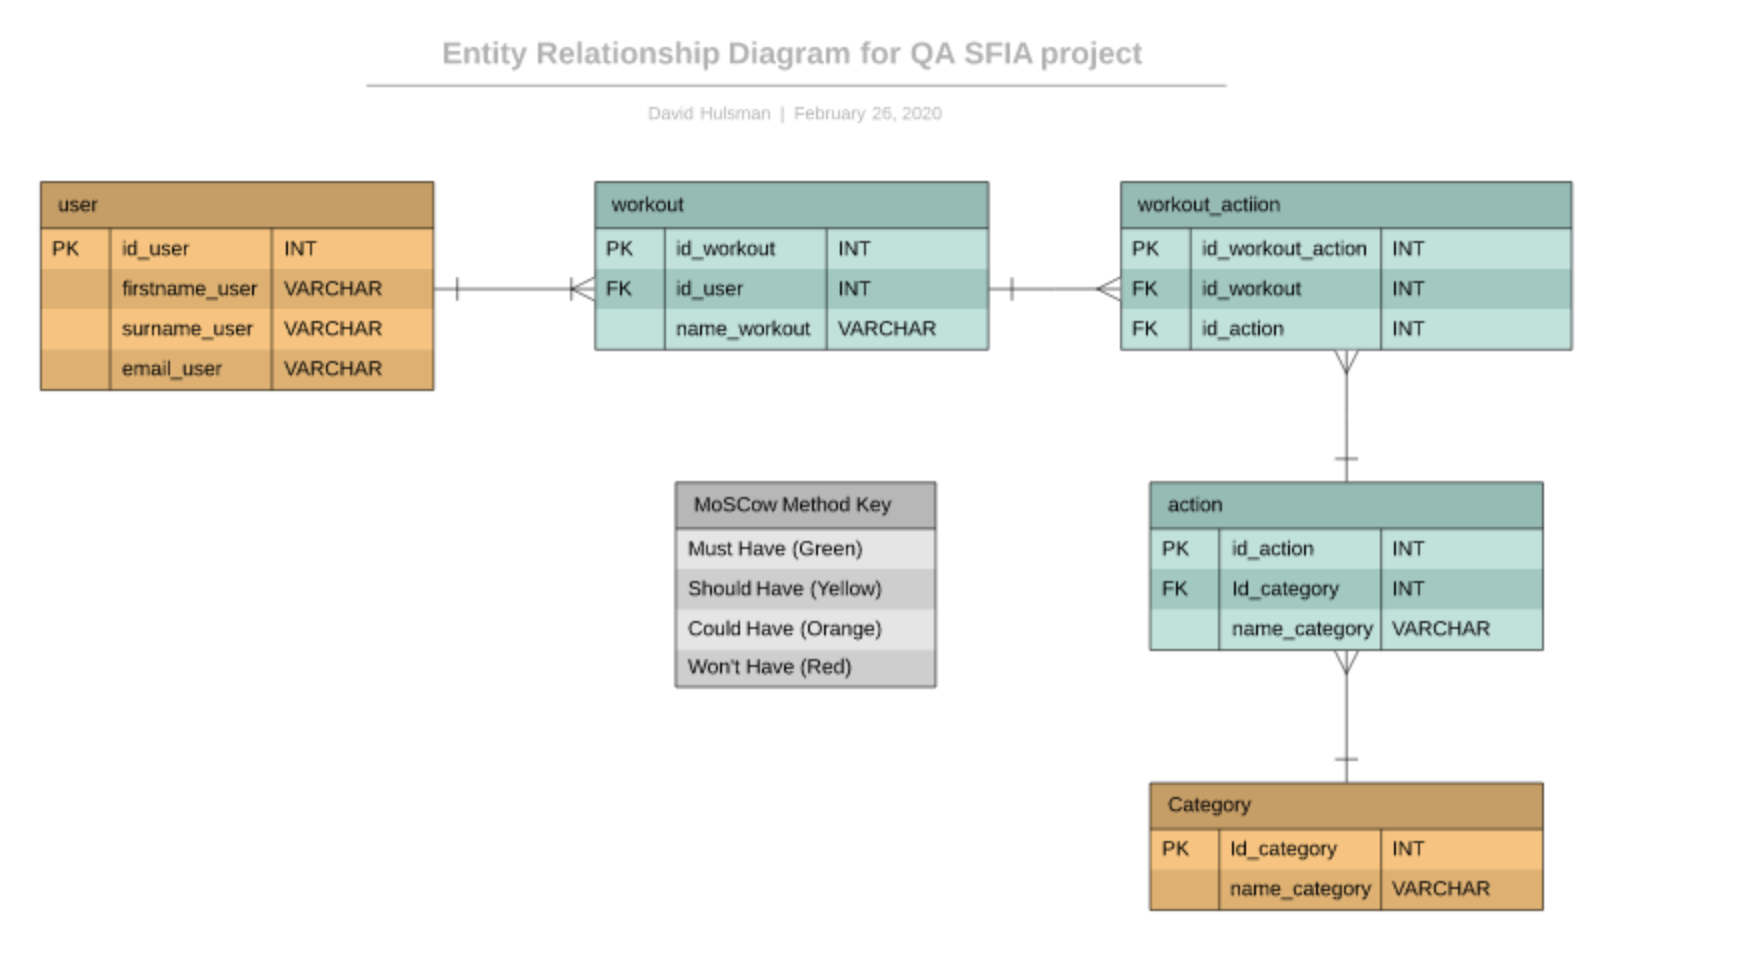 Entity Relationship Diagram for QA SFIA project
David Hulsman | February 26, 2020
user
PK id_user INT
firstname_user VARCHAR
surname_user VARCHAR
email_user VARCHAR
workout
PK id_workout INT
FK id_user INT
name_workout VARCHAR
workout_actiion
PK id_workout_action INT
FK id_workout INT
FK id_action INT
MoSCow Method Key
Must Have (Green)
Should Have (Yellow)
Could Have (Orange)
Won't Have (Red)
action
PK id_action INT
FK Id_category INT
name_category VARCHAR
Category
PK Id_category INT
name_category VARCHAR